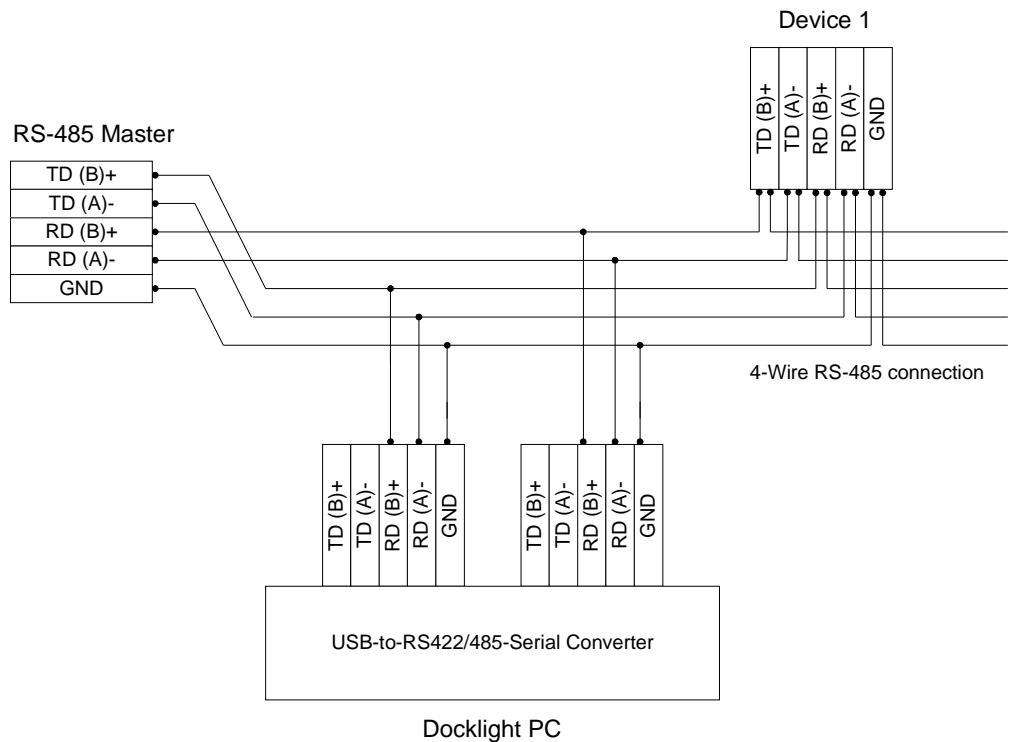 Device 1
TD (B)+
TD (A)-
RD (B)+
RD (A)-
GND
RS-485 Master
TD (B)+
TD (A)-
RD (B)+
RD (A)-
GND
4-Wire RS-485 connection
TD (B)+
TD (A)-
RD (B)+
RD (A)-
GND
TD (B)+
TD (A)-
RD (B)+
RD (A)-
GND
USB-to-RS422/485-Serial Converter
Docklight PC